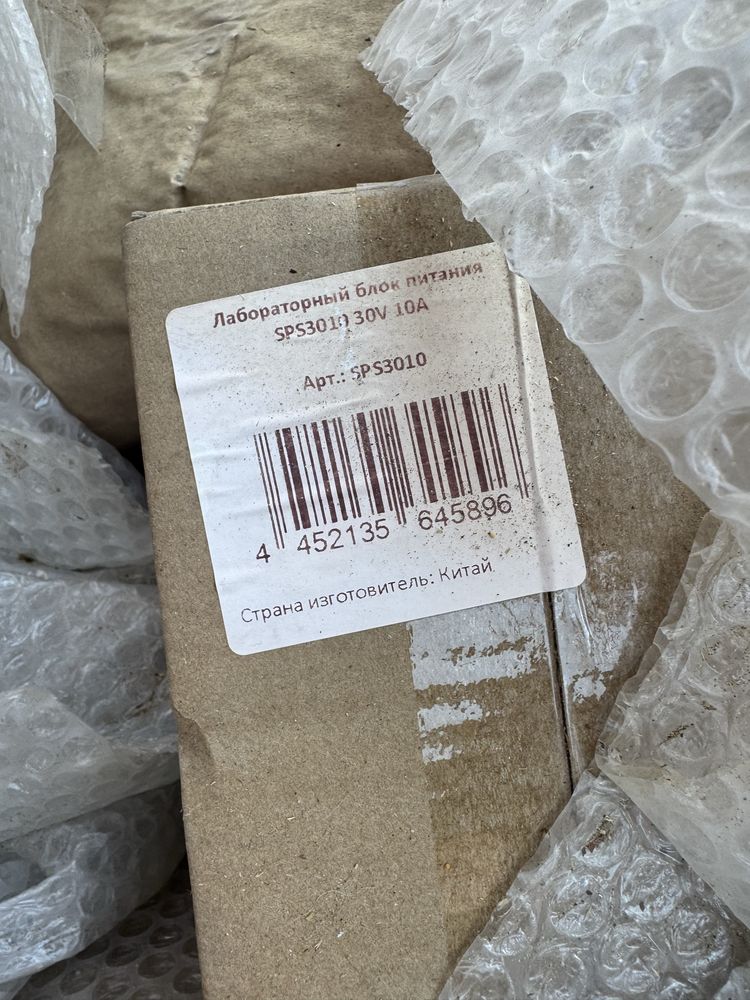 Лабораторный блок питания
SPS3010 30V 10A
Арт.: SPS3010
4 452135 645896
Страна изготовитель: Китай